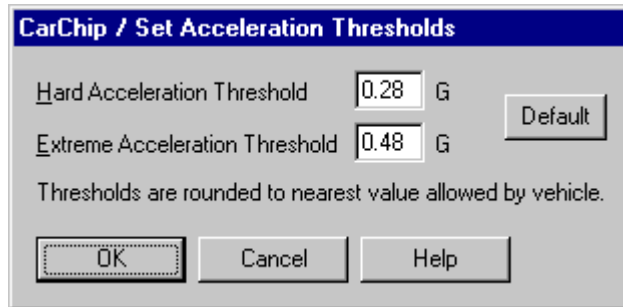 CarChip / Set Acceleration Thresholds
Hard Acceleration Threshold 0.28 G
Default
Extreme Acceleration Threshold 0.48 G
Thresholds are rounded to nearest value allowed by vehicle.
OK Cancel Help